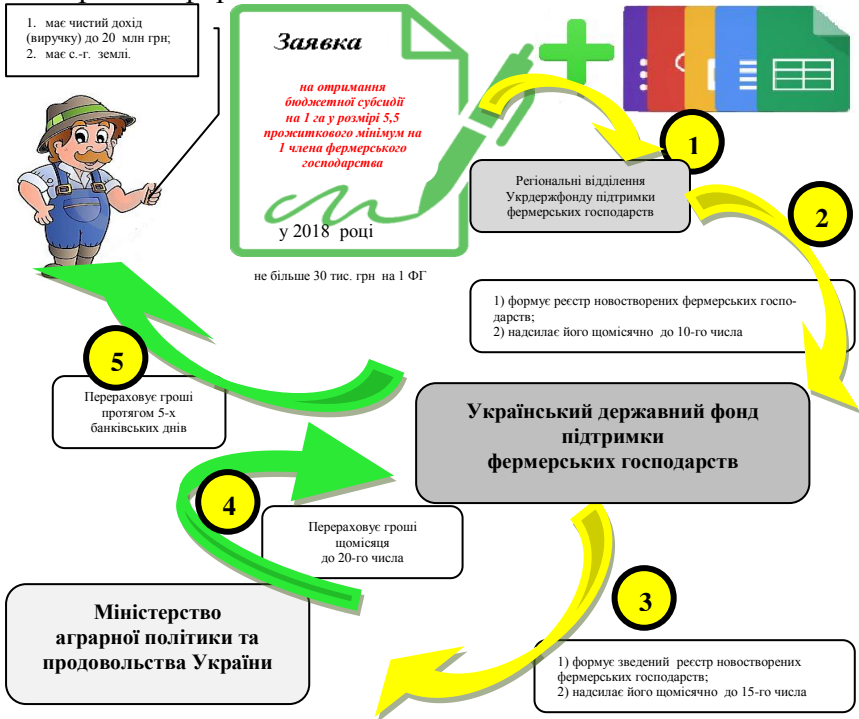 1. має чистий дохід
(виручку) до 20 млн грн;
2. має с.-г. землі.
Заявка
на отримання
бюджетної субсидії
на 1 га у розмірі 5,5
прожиткового мінімум на
1 члена фермерського
господарства
у 2018 році
не більше 30 тис. грн на 1 ФГ
1
Регіональні відділення
Укрдержфонду підтримки
фермерських господарств
2
1) формує реєстр новостворених фермерських госпо-
дарств;
2) надсилає його щомісячно до 10-го числа
5
Перераховує гроші
протягом 5-х
банківських днів
Український державний фонд
підтримки
фермерських господарств
4
Перераховує гроші
щомісяця
до 20-го числа
3
Міністерство
аграрної політики та
продовольства України
1) формує зведений реєстр новостворених
фермерських господарств;
2) надсилає його щомісячно до 15-го числа